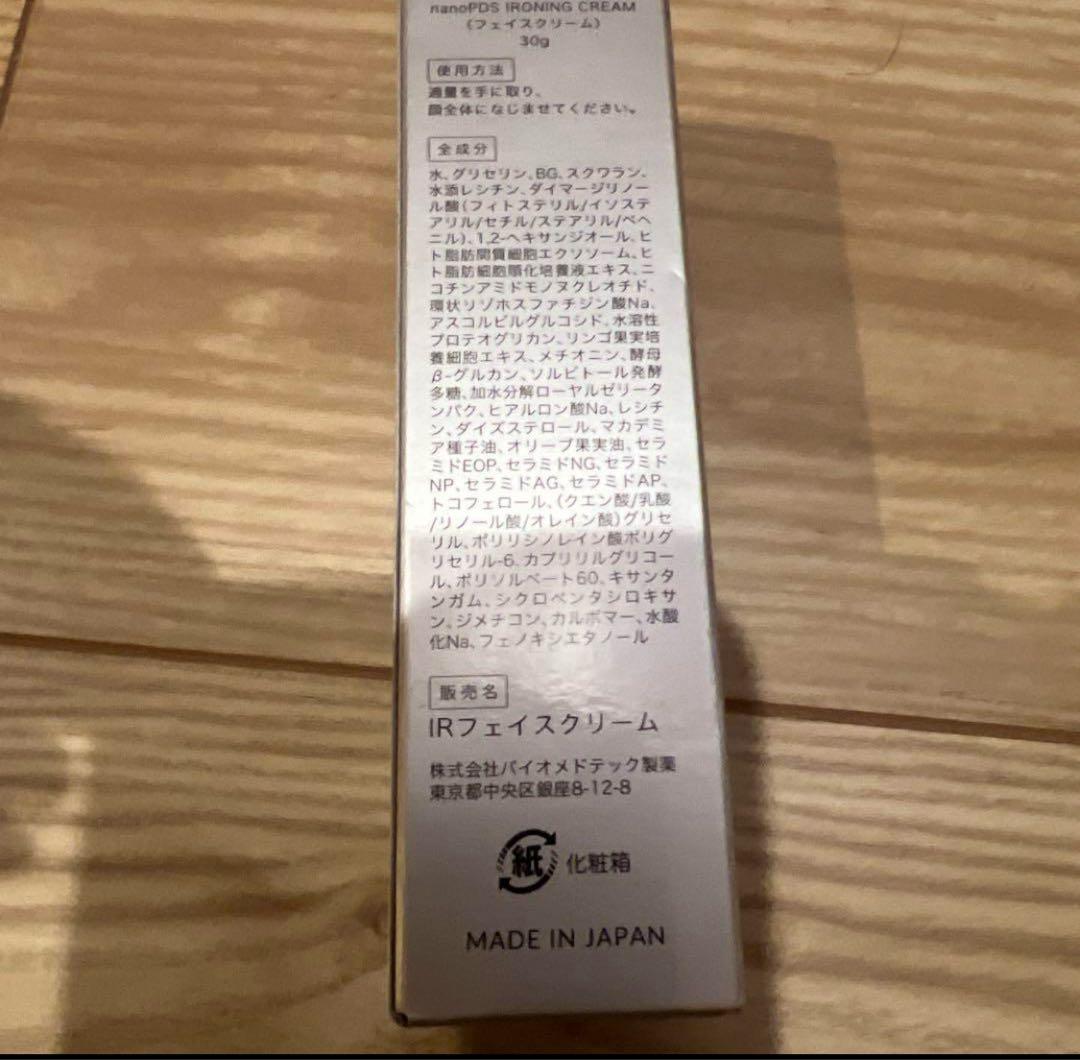 nanoPDS IRONING CREAM
（フェイスクリーム）
30g
使用方法
適量を手に取り、
顔全体になじませてください。
全成分
水、グリセリン、BG、スクワラン、
水添レシチン、ダイマージリノー
ル酸（フィトステリル/イソステ
アリル/セチル/ステアリル/ベヘ
ニル）、1,2-ヘキサンジオール、ヒ
ト脂肪間質細胞エクソソーム、ヒ
ト脂肪細胞順化培養液エキス、ニ
コチンアミドモノヌクレオチド、
環状リゾホスファチジン酸Na、
アスコルビルグルコシド、水溶性
プロテオグリカン、リンゴ果実培
養細胞エキス、メチオニン、酵母
β-グルカン、ソルビトール発酵
多糖、加水分解ローヤルゼリータ
ンパク、ヒアルロン酸Na、レシチ
ン、ダイズステロール、マカデミ
ア種子油、オリーブ果実油、セラ
ミドEOP、セラミドNG、セラミド
NP、セラミドAG、セラミドAP、
トコフェロール、（クエン酸/乳酸
/リノール酸/オレイン酸）グリセ
リル、ポリリシノレイン酸ポリグ
リセリル-6、カプリリルグリコー
ル、ポリソルベート60、キサンタ
ンガム、シクロペンタシロキサ
ン、ジメチコン、カルボマー、水酸
化Na、フェノキシエタノール
販売名
IRフェイスクリーム
株式会社バイオメドテック製薬
東京都中央区銀座8-12-8
紙 化粧箱
MADE IN JAPAN